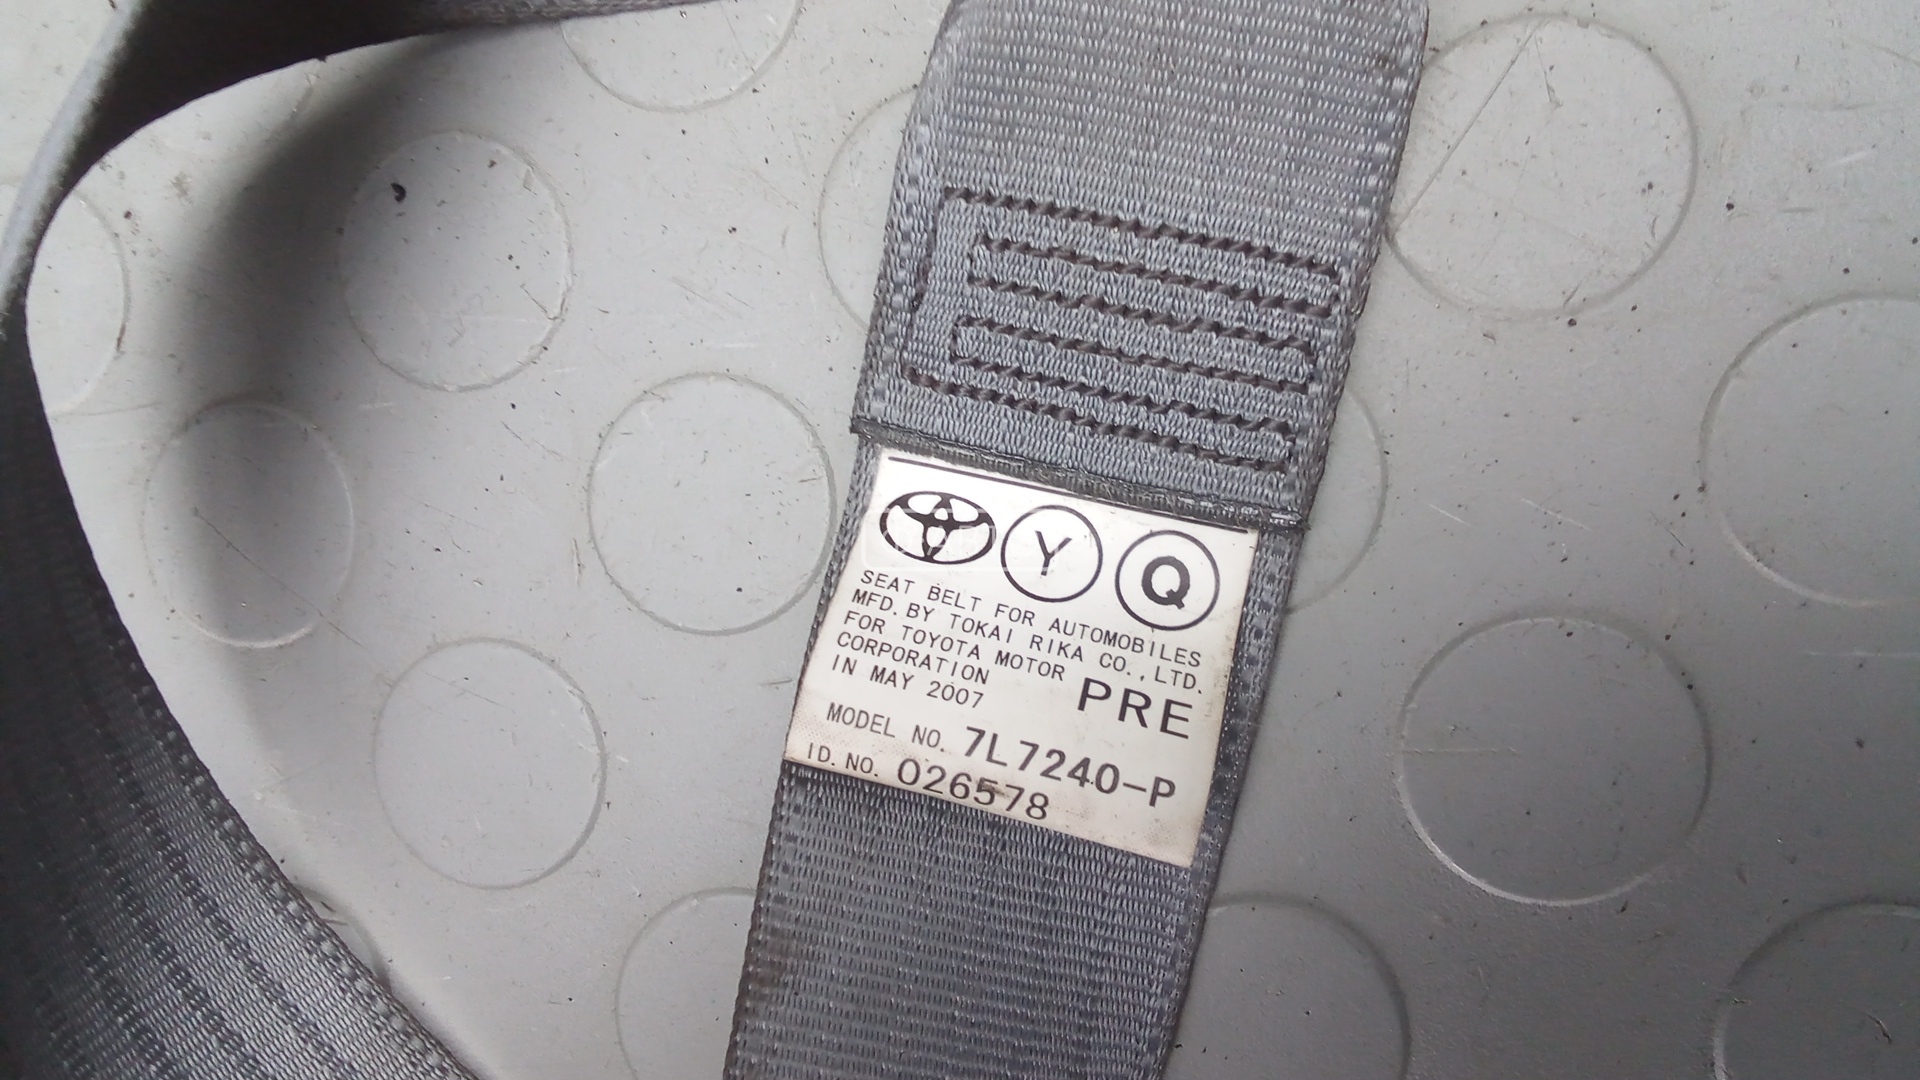 Y Q
SEAT BELT FOR AUTOMOBILES
MFD. BY TOKAI RIKA CO., LTD.
FOR TOYOTA MOTOR
CORPORATION
IN MAY 2007
PRE
MODEL NO. 7L7240-P
ID. NO. 026578